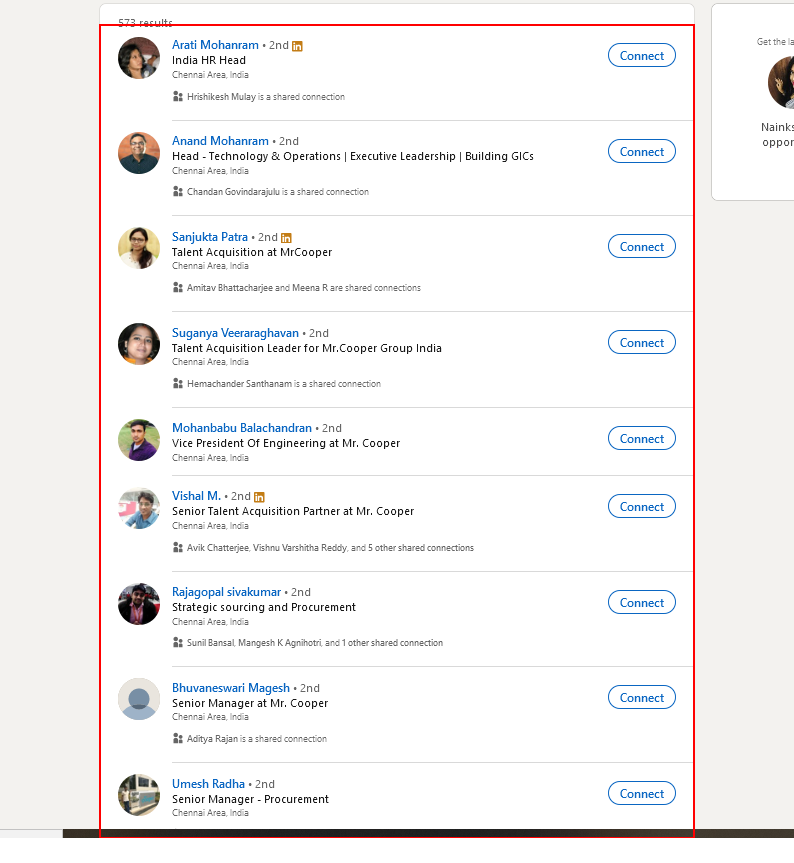 573 results
Arati Mohanram • 2nd in
India HR Head
Chennai Area, India
Hrishikesh Mulay is a shared connection
Connect
Anand Mohanram • 2nd
Head - Technology & Operations | Executive Leadership | Building GICs
Chennai Area, India
Chandan Govindarajulu is a shared connection
Connect
Sanjukta Patra • 2nd in
Talent Acquisition at MrCooper
Chennai Area, India
Amitav Bhattacharjee and Meena R are shared connections
Connect
Suganya Veeraraghavan • 2nd
Talent Acquisition Leader for Mr.Cooper Group India
Chennai Area, India
Hemachander Santhanam is a shared connection
Connect
Mohanbabu Balachandran • 2nd
Vice President Of Engineering at Mr. Cooper
Chennai Area, India
Connect
Vishal M. • 2nd in
Senior Talent Acquisition Partner at Mr. Cooper
Chennai Area, India
Avik Chatterjee, Vishnu Varshitha Reddy, and 5 other shared connections
Connect
Rajagopal sivakumar • 2nd
Strategic sourcing and Procurement
Chennai Area, India
Sunil Bansal, Mangesh K Agnihotri, and 1 other shared connection
Connect
Bhuvaneswari Magesh • 2nd
Senior Manager at Mr. Cooper
Chennai Area, India
Aditya Rajan is a shared connection
Connect
Umesh Radha • 2nd
Senior Manager - Procurement
Chennai Area, India
Connect
Get the la
Nainks
oppor